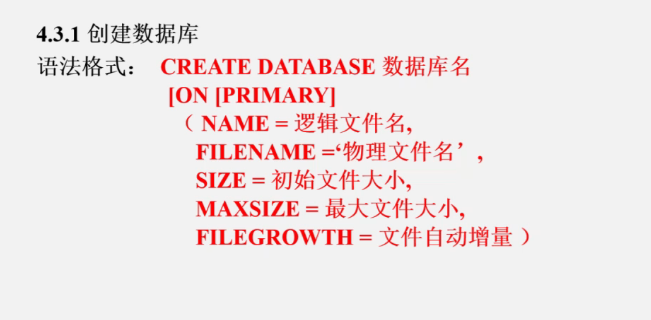 4.3.1 创建数据库
语法格式： CREATE DATABASE 数据库名
[ON [PRIMARY]
（ NAME = 逻辑文件名,
FILENAME =‘物理文件名’,
SIZE = 初始文件大小,
MAXSIZE = 最大文件大小,
FILEGROWTH = 文件自动增量 ）